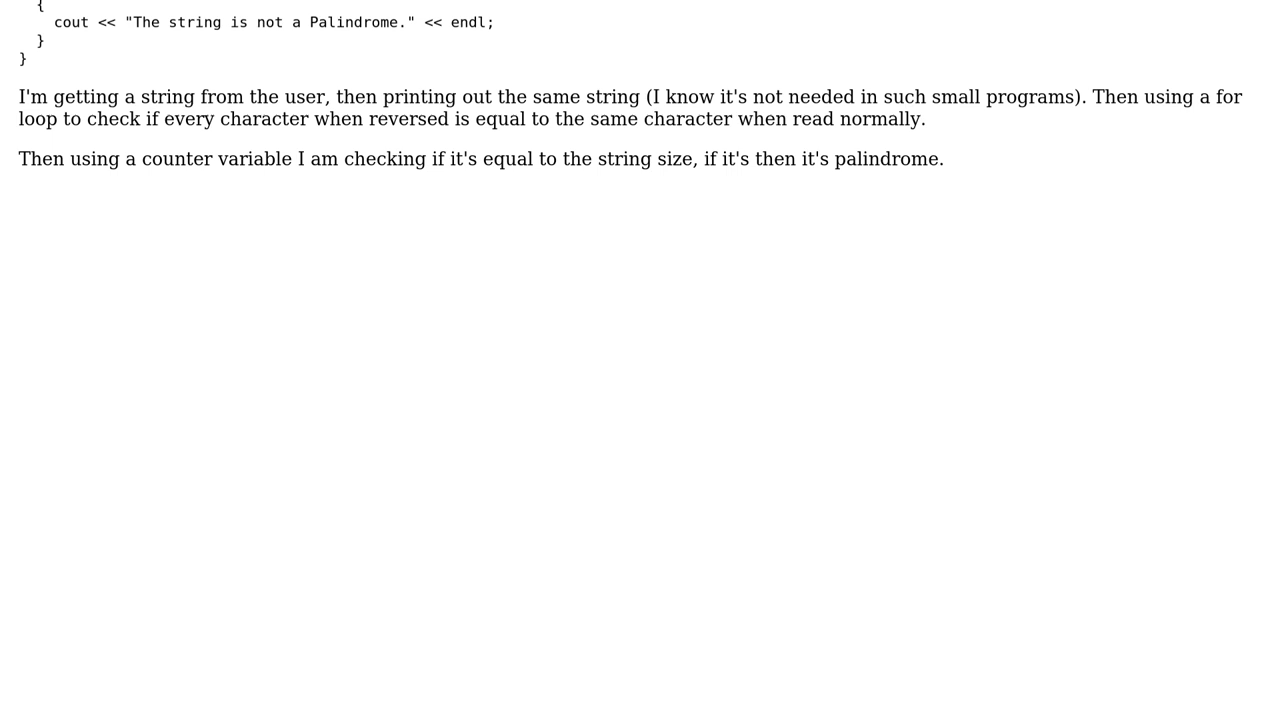 {
cout << "The string is not a Palindrome." << endl;
}
}
I'm getting a string from the user, then printing out the same string (I know it's not needed in such small programs). Then using a for
loop to check if every character when reversed is equal to the same character when read normally.
Then using a counter variable I am checking if it's equal to the string size, if it's then it's palindrome.